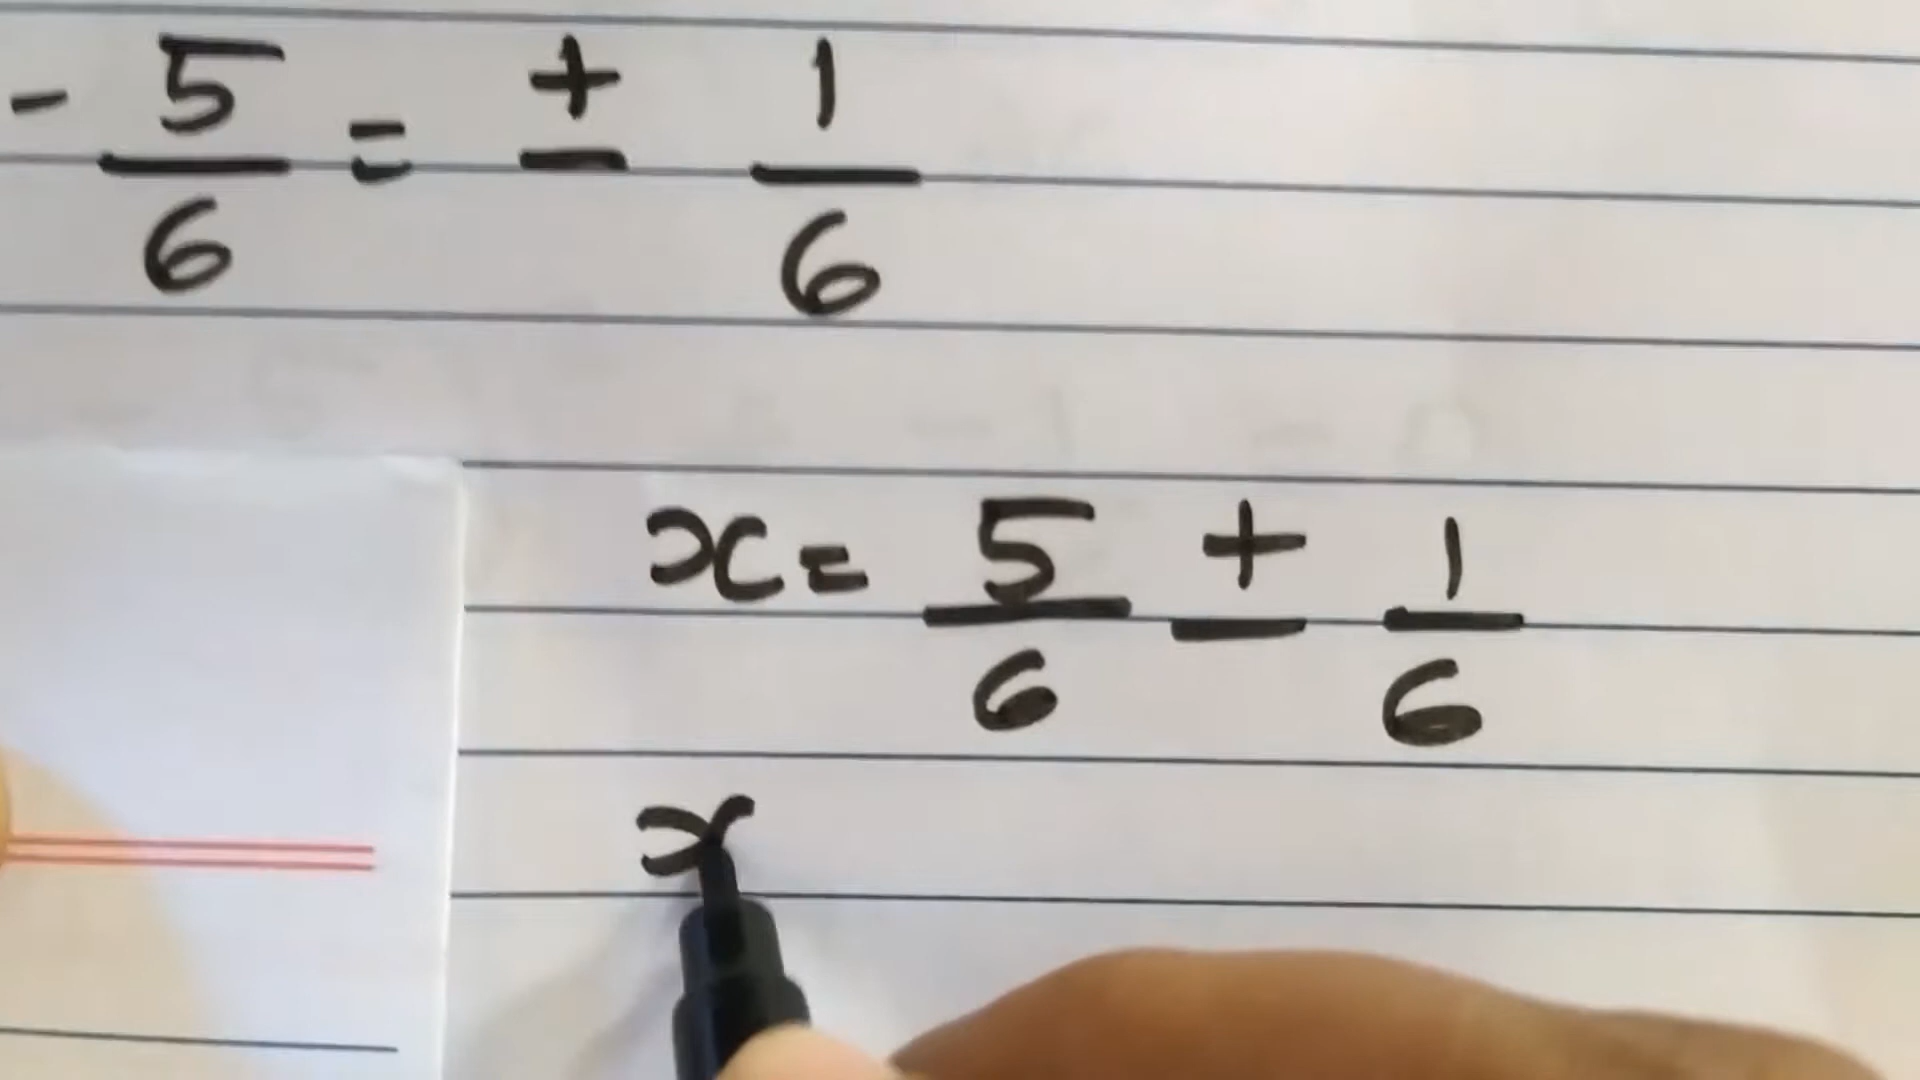 - 5/6 = ± 1/6
x = 5/6 ± 1/6
x